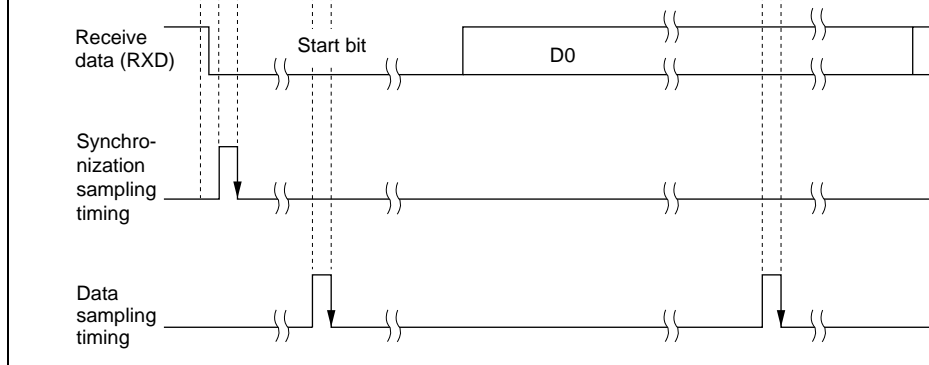 Receive
data (RXD)
Start bit
D0
Synchro-
nization
sampling
timing
Data
sampling
timing